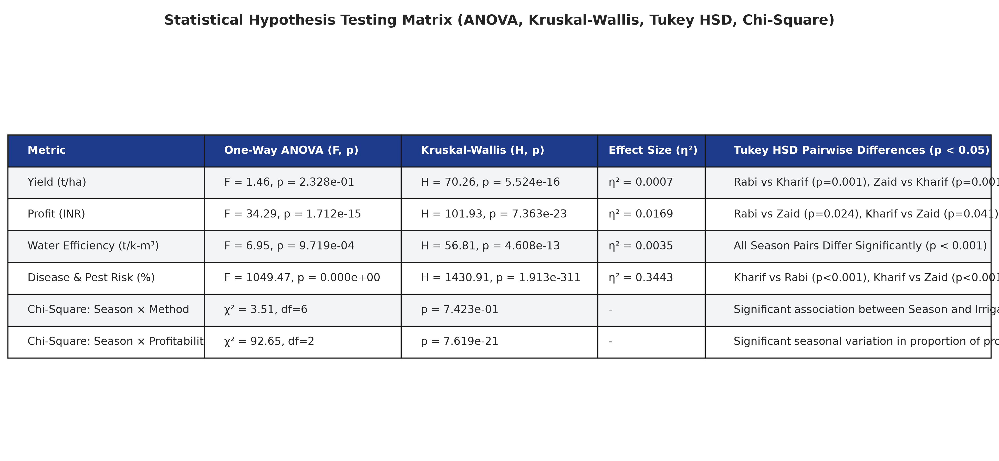 Statistical Hypothesis Testing Matrix (ANOVA, Kruskal-Wallis, Tukey HSD, Chi-Square)
Metric One-Way ANOVA (F, p) Kruskal-Wallis (H, p) Effect Size (η²) Tukey HSD Pairwise Differences (p < 0.05)
Yield (t/ha) F = 1.46, p = 2.328e-01 H = 70.26, p = 5.524e-16 η² = 0.0007 Rabi vs Kharif (p=0.001), Zaid vs Kharif (p=0.001
Profit (INR) F = 34.29, p = 1.712e-15 H = 101.93, p = 7.363e-23 η² = 0.0169 Rabi vs Zaid (p=0.024), Kharif vs Zaid (p=0.041)
Water Efficiency (t/k-m³) F = 6.95, p = 9.719e-04 H = 56.81, p = 4.608e-13 η² = 0.0035 All Season Pairs Differ Significantly (p < 0.001)
Disease & Pest Risk (%) F = 1049.47, p = 0.000e+00 H = 1430.91, p = 1.913e-311 η² = 0.3443 Kharif vs Rabi (p<0.001), Kharif vs Zaid (p<0.001
Chi-Square: Season × Method χ² = 3.51, df=6 p = 7.423e-01 - Significant association between Season and Irriga
Chi-Square: Season × Profitabilit χ² = 92.65, df=2 p = 7.619e-21 - Significant seasonal variation in proportion of pro